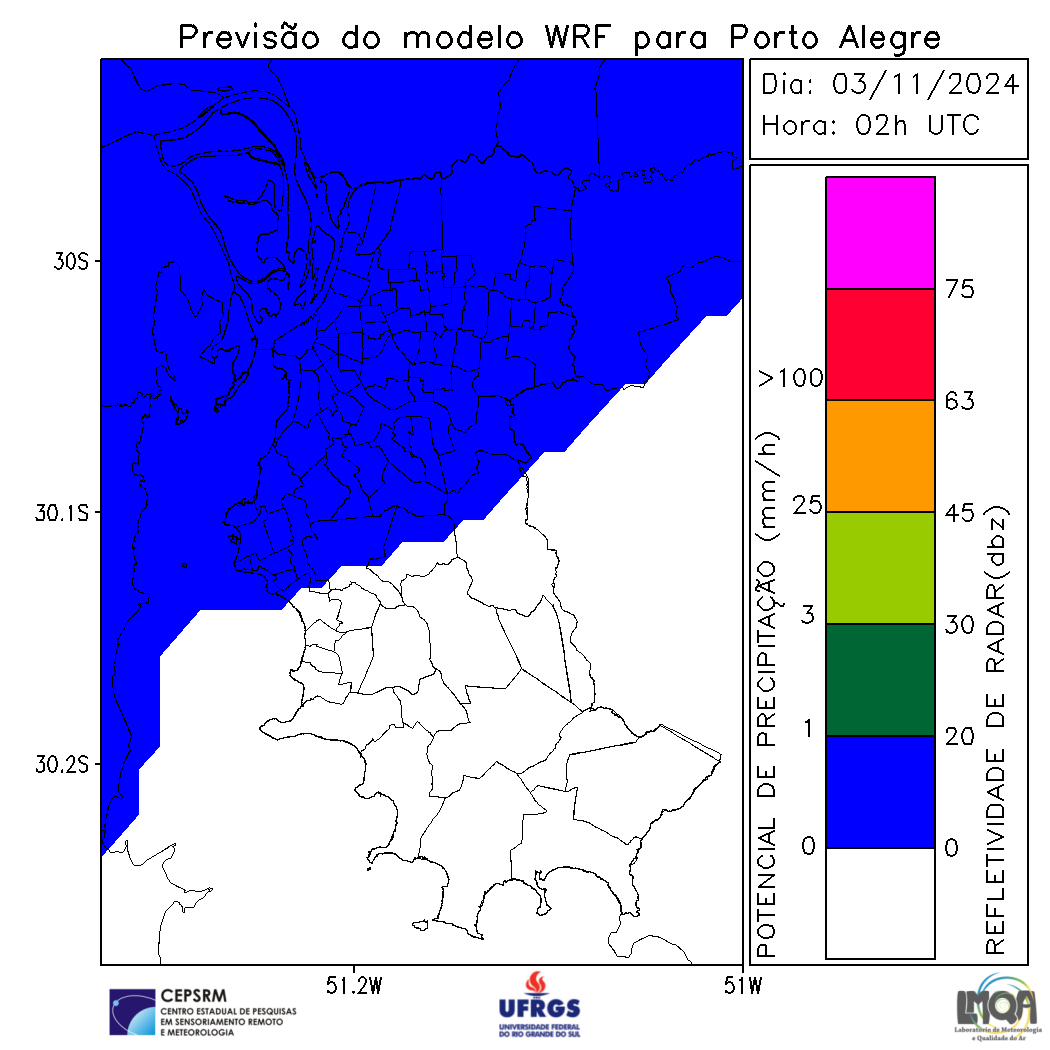 Previsão do modelo WRF para Porto Alegre
Dia: 03/11/2024
Hora: 02h UTC
30S
30.1S
30.2S
51.2W
51W
POTENCIAL DE PRECIPITAÇÃO (mm/h)
>100
25
3
1
0
75
63
45
30
20
0
REFLETIVIDADE DE RADAR(dbz)
CEPSRM
CENTRO ESTADUAL DE PESQUISAS
EM SENSORIAMENTO REMOTO
E METEOROLOGIA
UFRGS
UNIVERSIDADE FEDERAL
DO RIO GRANDE DO SUL
LMQA
Laboratório de Meteorologia
e Qualidade do Ar